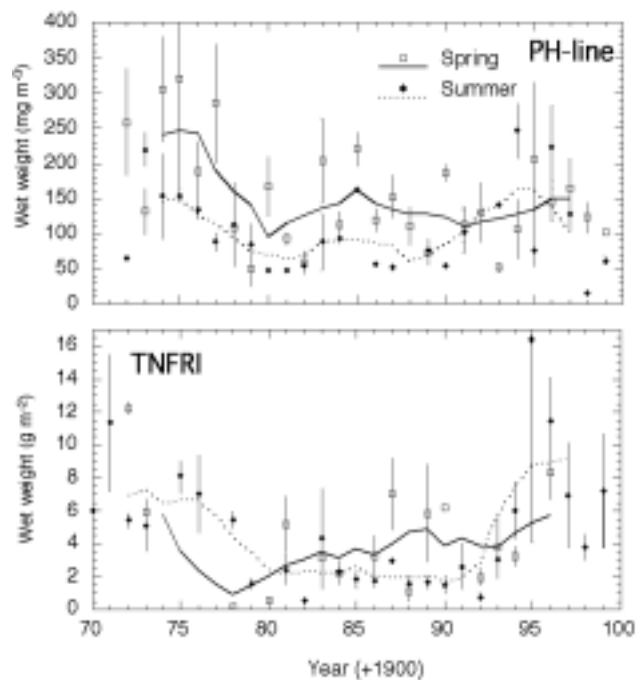 400
350
300
250
200
150
100
50
0
Wet weight (mg m-3)
PH-line
Spring
Summer
16
14
12
10
8
6
4
2
0
Wet weight (g m-2)
TNFRI
70 75 80 85 90 95 100
Year (+1900)